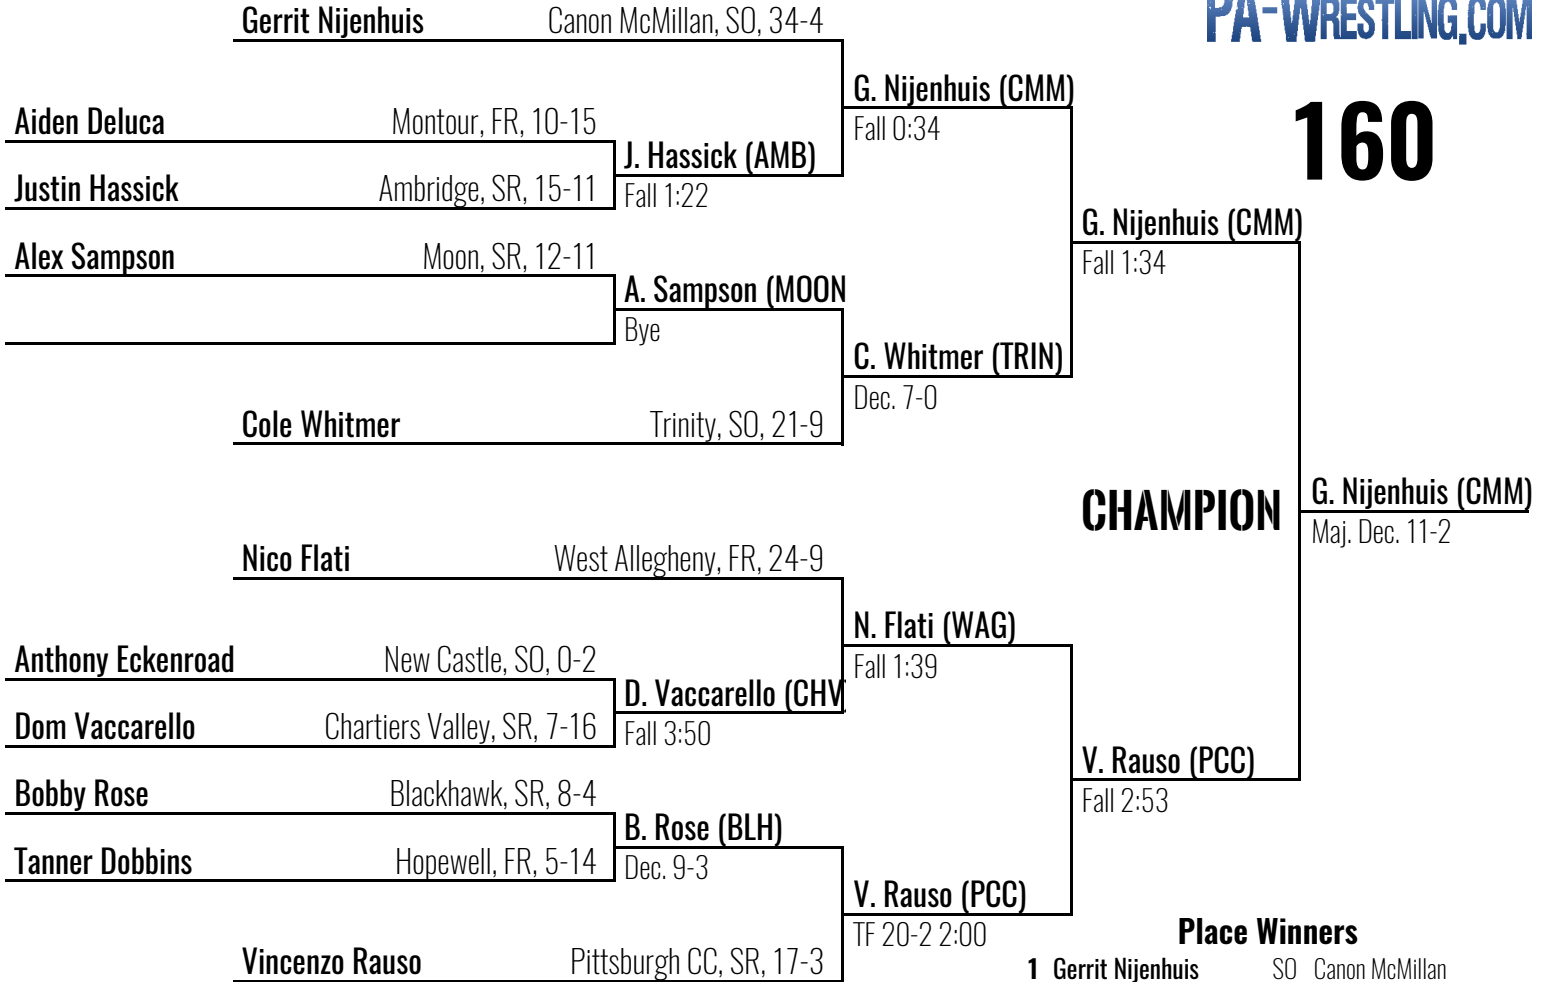 PA-WRESTLING.COM
160
Gerrit Nijenhuis Canon McMillan, SO, 34-4
G. Nijenhuis (CMM)
Fall 0:34
Aiden Deluca Montour, FR, 10-15
J. Hassick (AMB)
Fall 1:22
Justin Hassick Ambridge, SR, 15-11
G. Nijenhuis (CMM)
Fall 1:34
Alex Sampson Moon, SR, 12-11
A. Sampson (MOON
Bye
C. Whitmer (TRIN)
Dec. 7-0
Cole Whitmer Trinity, SO, 21-9
CHAMPION
G. Nijenhuis (CMM)
Maj. Dec. 11-2
Nico Flati West Allegheny, FR, 24-9
N. Flati (WAG)
Fall 1:39
Anthony Eckenroad New Castle, SO, 0-2
D. Vaccarello (CHV
Fall 3:50
Dom Vaccarello Chartiers Valley, SR, 7-16
V. Rauso (PCC)
Fall 2:53
Bobby Rose Blackhawk, SR, 8-4
B. Rose (BLH)
Dec. 9-3
Tanner Dobbins Hopewell, FR, 5-14
V. Rauso (PCC)
TF 20-2 2:00
Vincenzo Rauso Pittsburgh CC, SR, 17-3
Place Winners
1 Gerrit Nijenhuis SO Canon McMillan